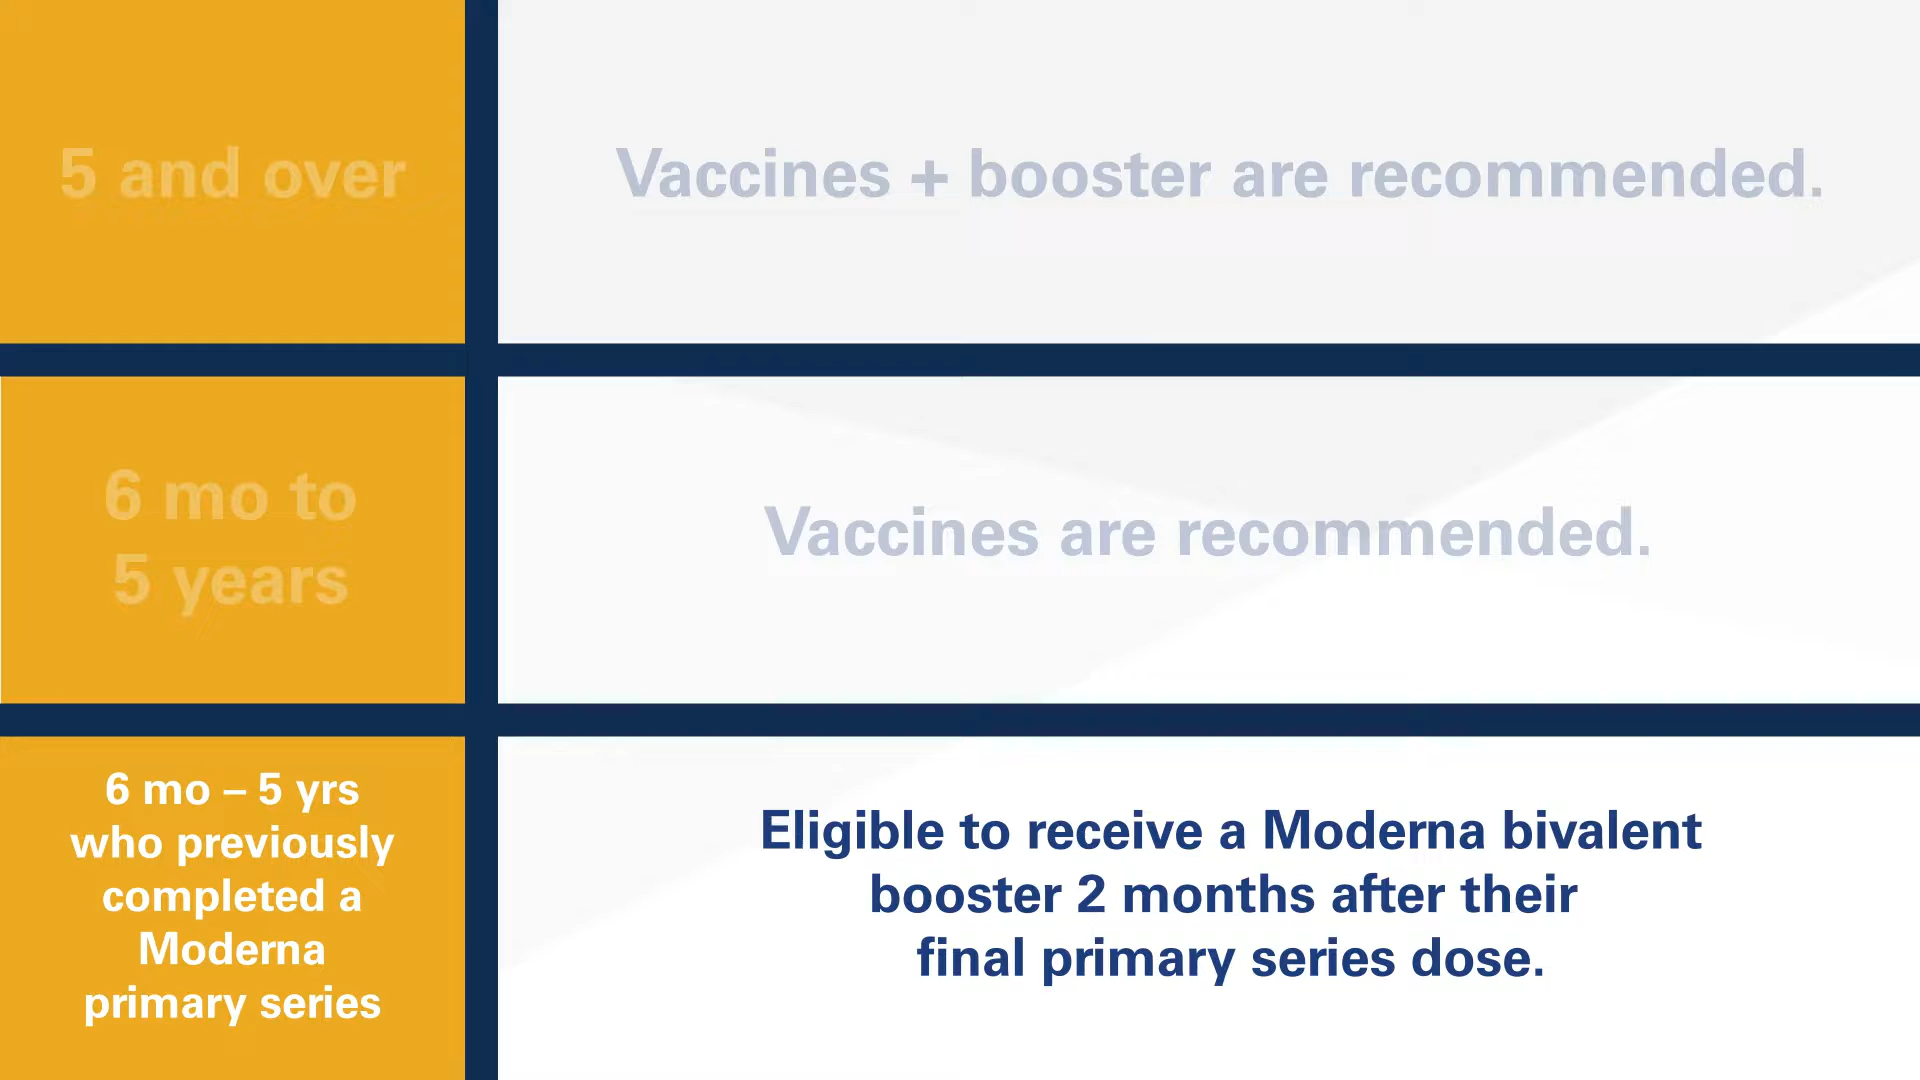 5 and over
Vaccines + booster are recommended.
6 mo to
5 years
Vaccines are recommended.
6 mo – 5 yrs
who previously
completed a
Moderna
primary series
Eligible to receive a Moderna bivalent
booster 2 months after their
final primary series dose.